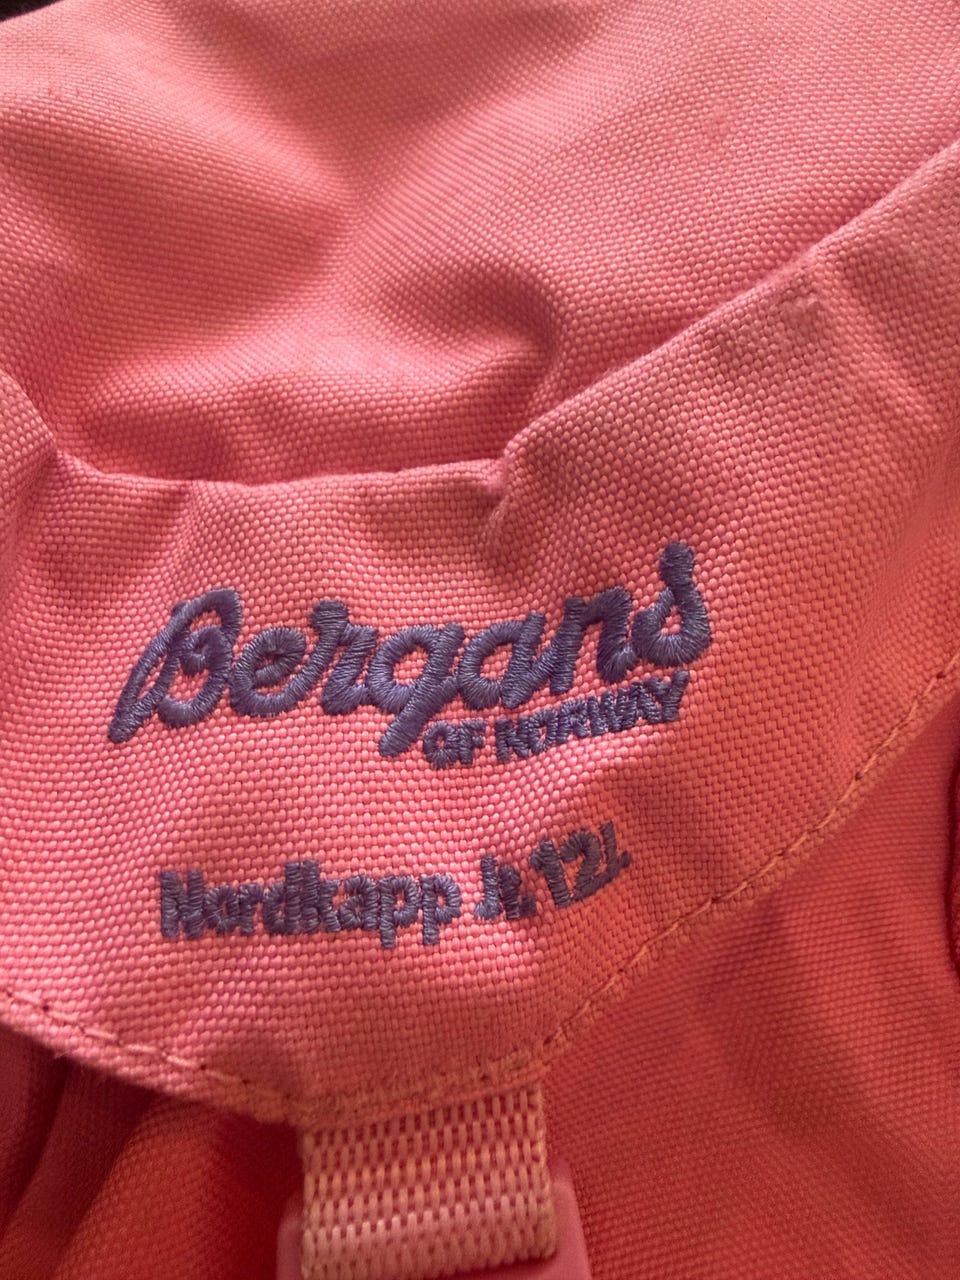 Bergans
OF NORWAY
Nordkapp Jr. 12L